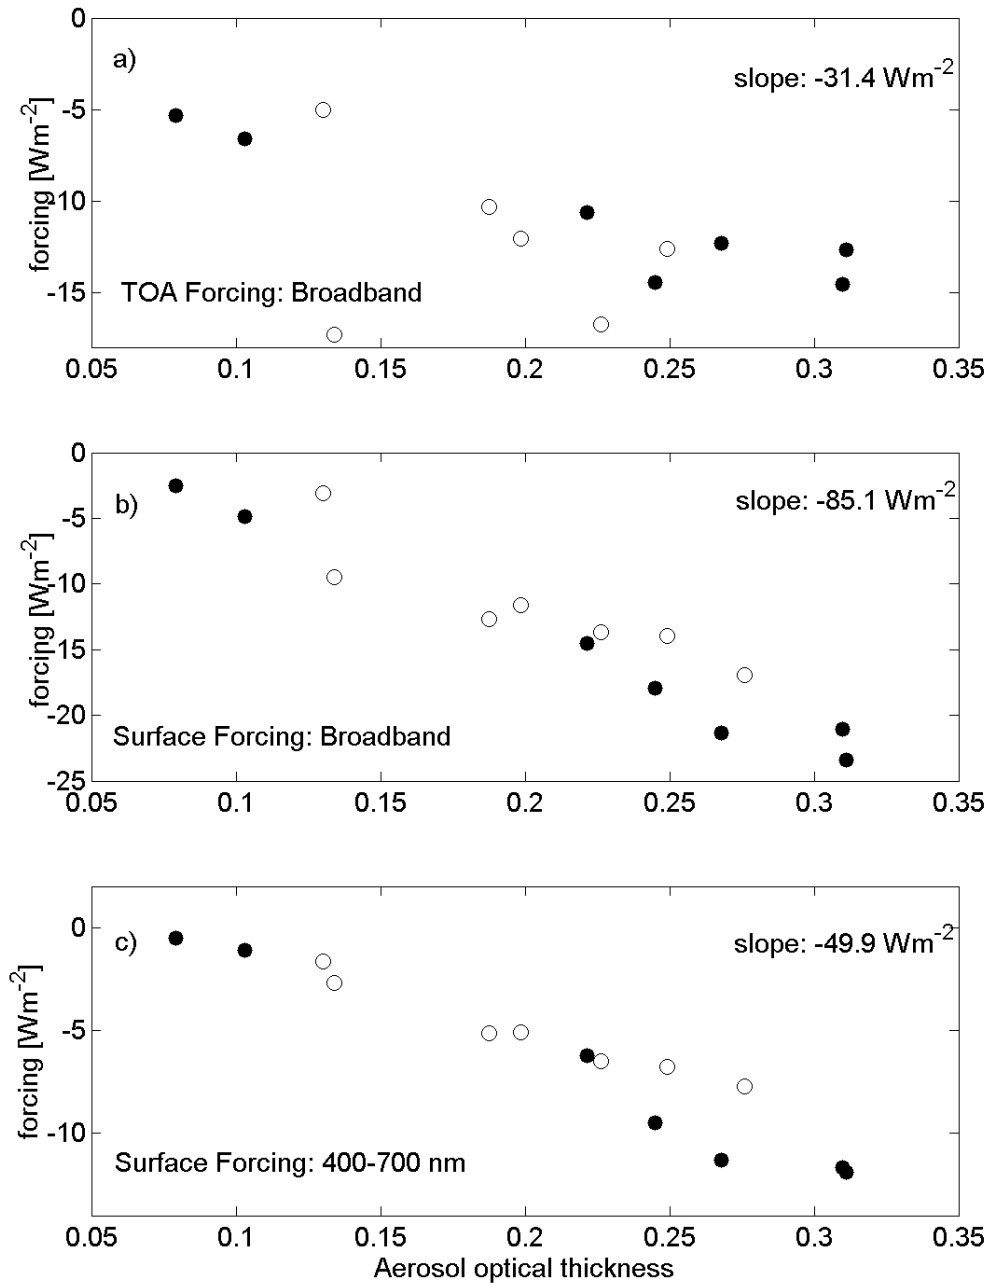 0
a)
slope: -31.4 Wm-2
-5
-10
-15
forcing [Wm-2]
TOA Forcing: Broadband
0.05 0.1 0.15 0.2 0.25 0.3 0.35
0
b)
slope: -85.1 Wm-2
-5
-10
-15
-20
-25
forcing [Wm-2]
Surface Forcing: Broadband
0.05 0.1 0.15 0.2 0.25 0.3 0.35
0
c)
slope: -49.9 Wm-2
-5
-10
forcing [Wm-2]
Surface Forcing: 400-700 nm
0.05 0.1 0.15 0.2 0.25 0.3 0.35
Aerosol optical thickness